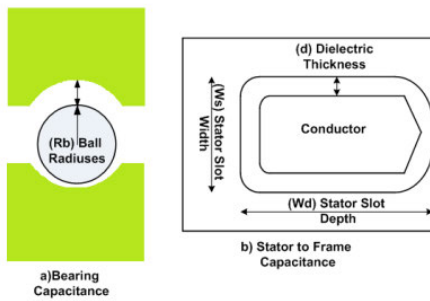 (Rb) Ball
Radiuses
a)Bearing
Capacitance
(d) Dielectric
Thickness
(Ws) Stator Slot
Width
Conductor
(Wd) Stator Slot
Depth
b) Stator to Frame
Capacitance